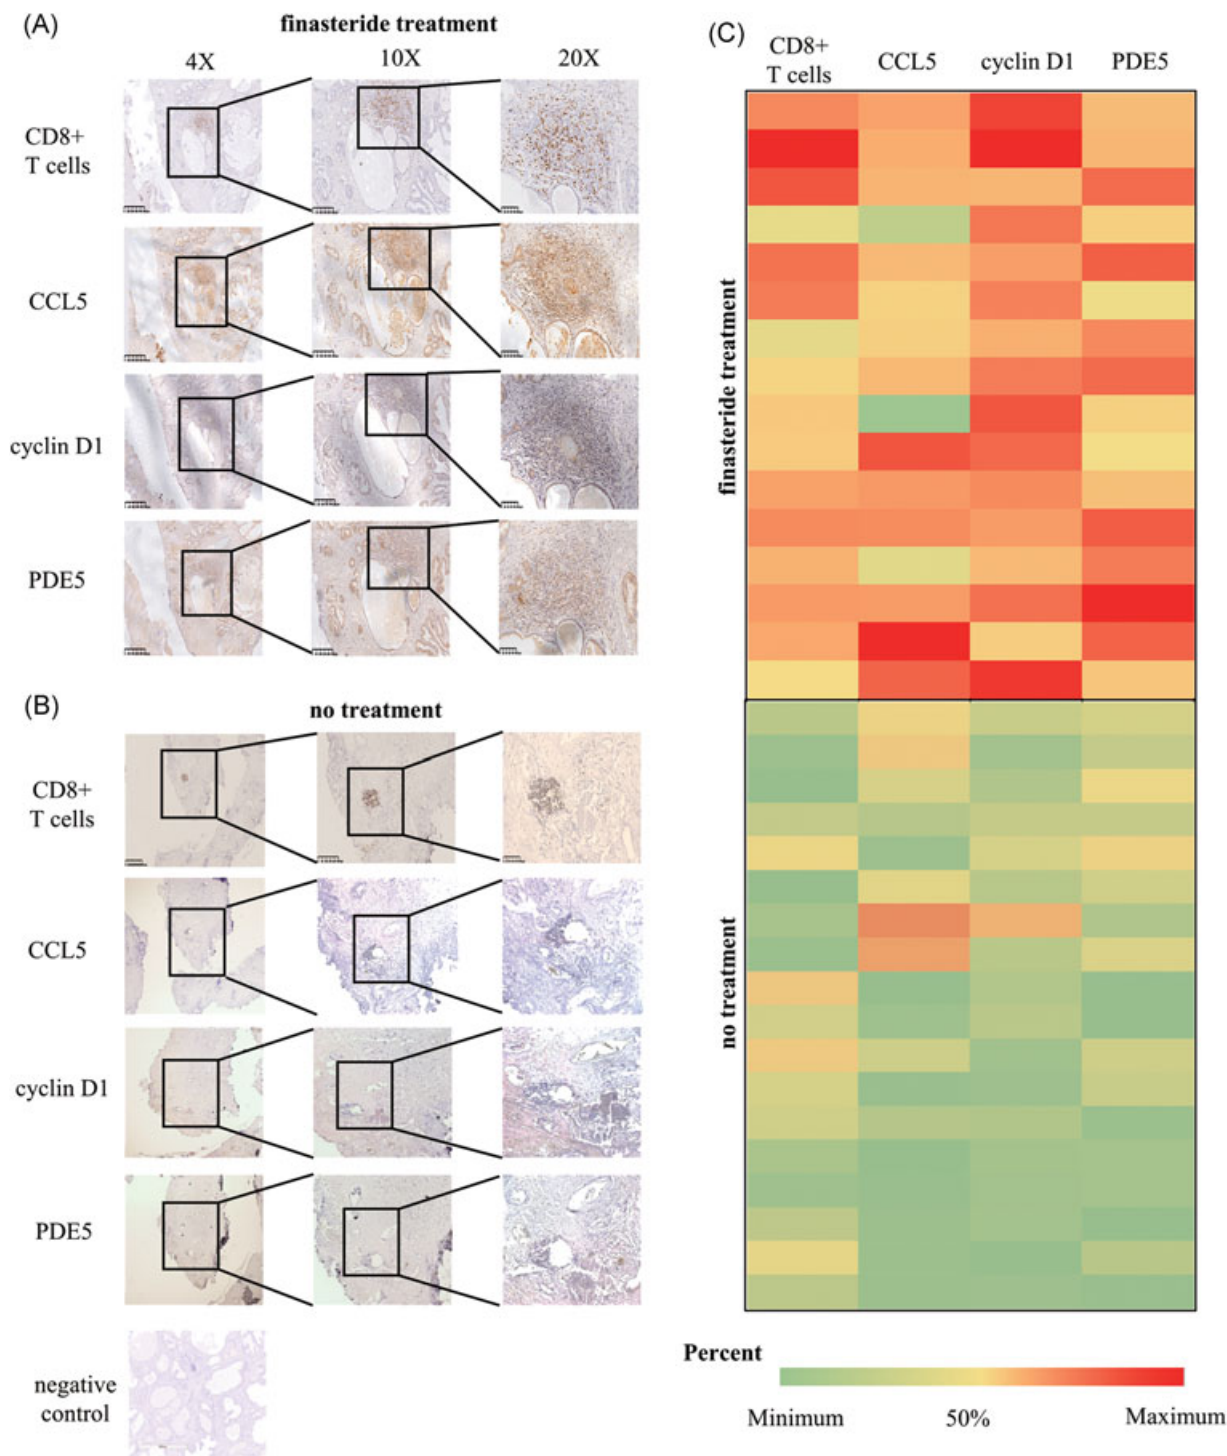 (A)
finasteride treatment
4X 10X 20X
CD8+
T cells
CCL5
cyclin D1
PDE5
(B)
no treatment
CD8+
T cells
CCL5
cyclin D1
PDE5
negative
control
(C)
CD8+
T cells
CCL5 cyclin D1 PDE5
finasteride treatment
no treatment
Percent
Minimum 50% Maximum